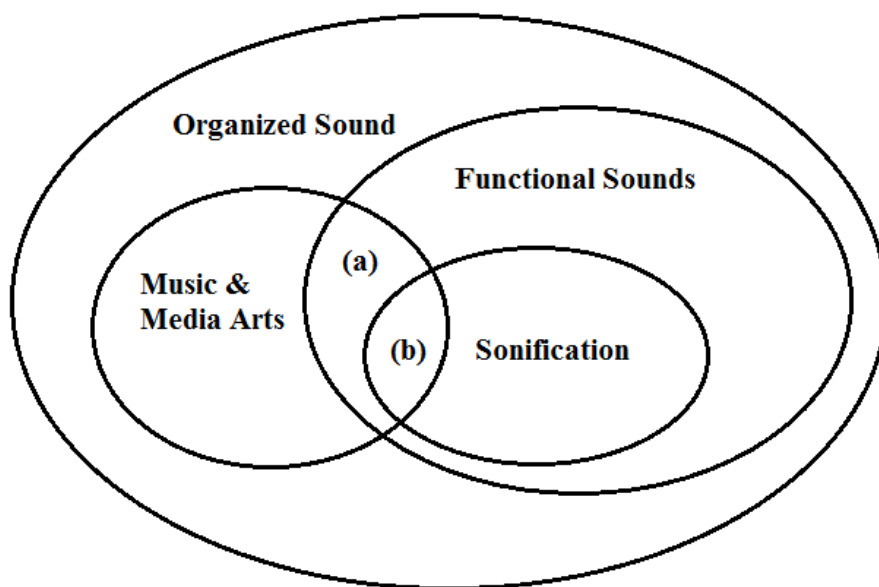 Organized Sound
Functional Sounds
(a)
Music &
Media Arts
(b)
Sonification